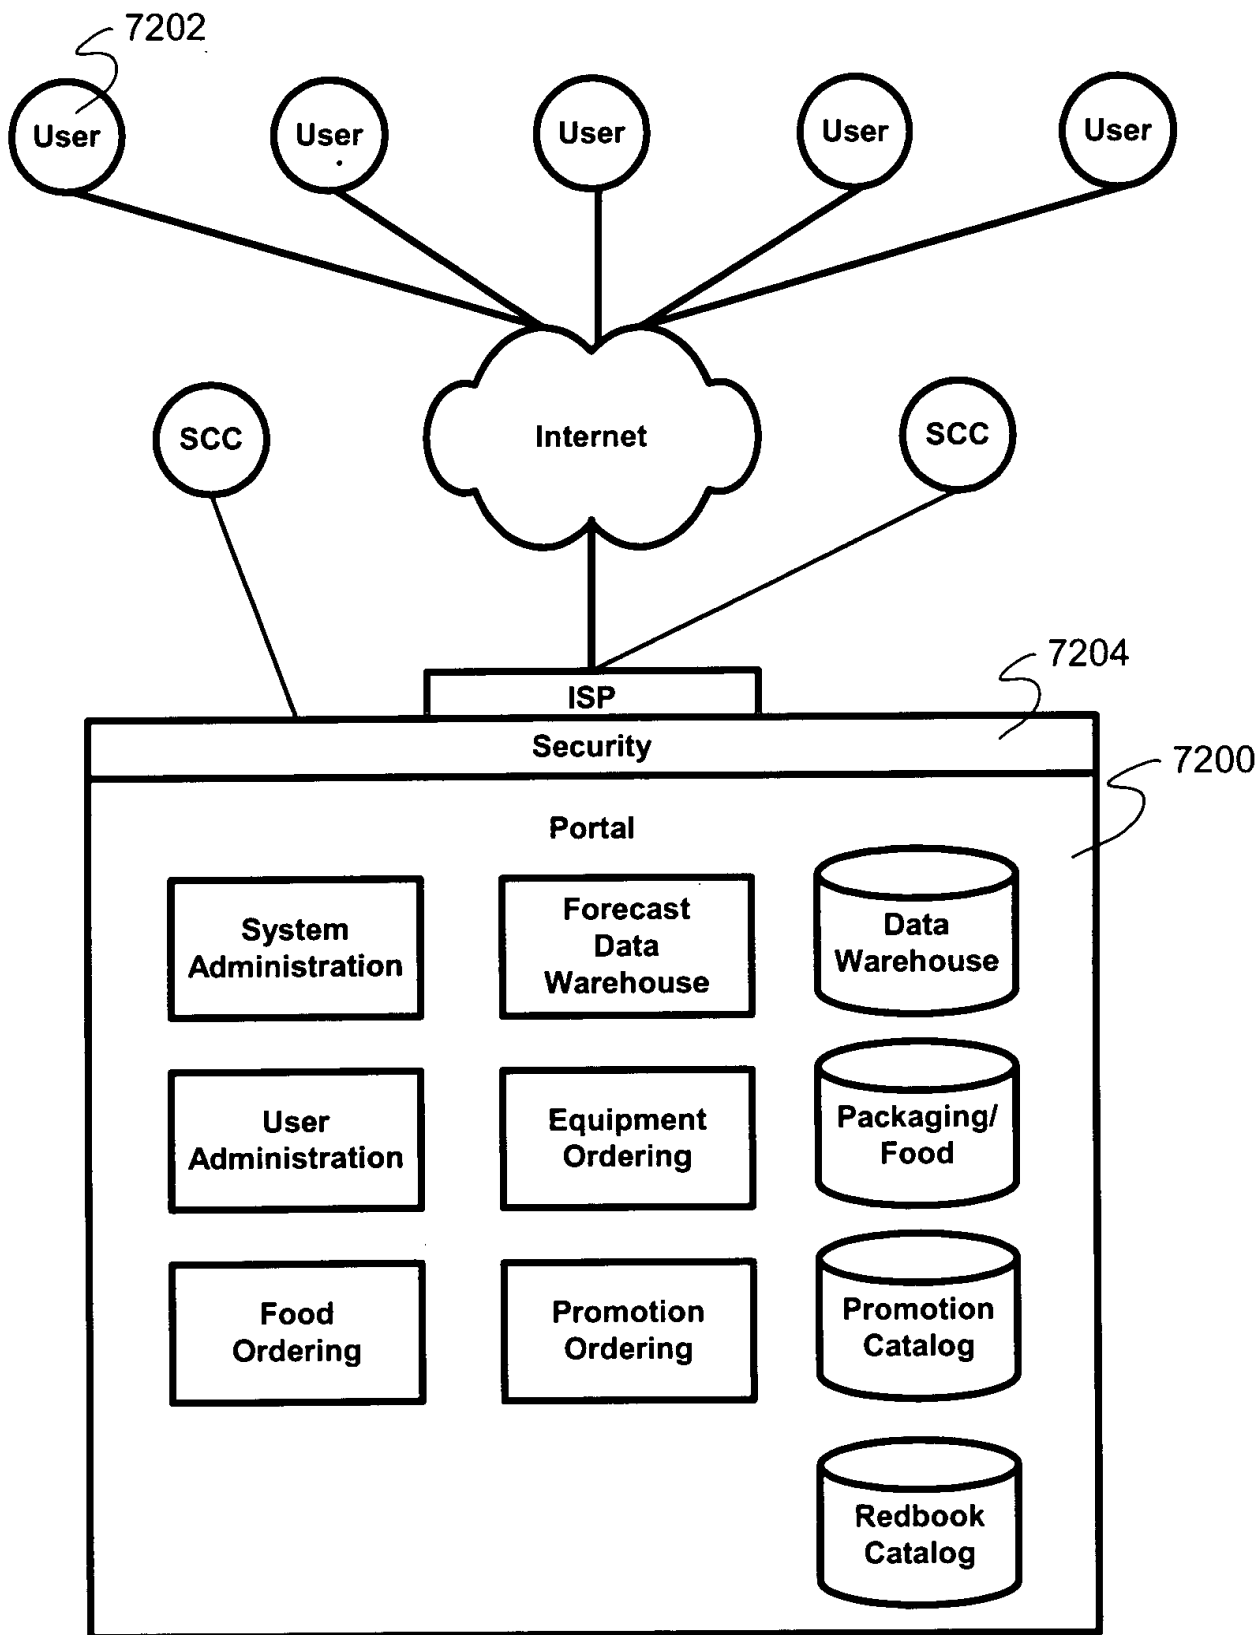 7202
User
User
User
User
User
SCC
Internet
SCC
7204
ISP
Security
7200
Portal
System
Administration
Forecast
Data
Warehouse
Data
Warehouse
User
Administration
Equipment
Ordering
Packaging/
Food
Food
Ordering
Promotion
Ordering
Promotion
Catalog
Redbook
Catalog